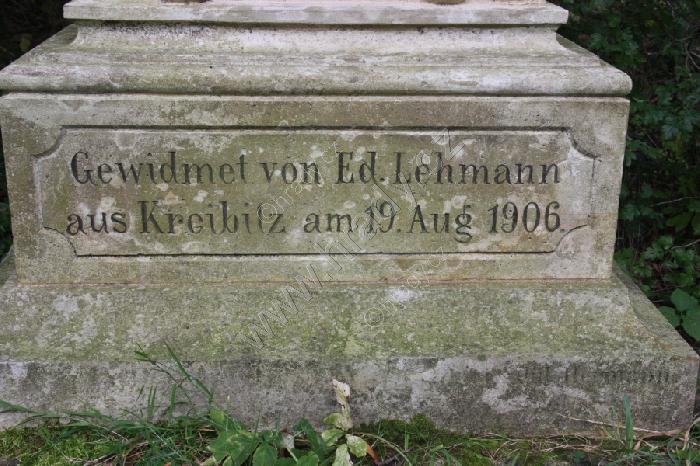 Gewidmet von Ed. Lehmann
aus Kreibitz am 19. Aug 1906.